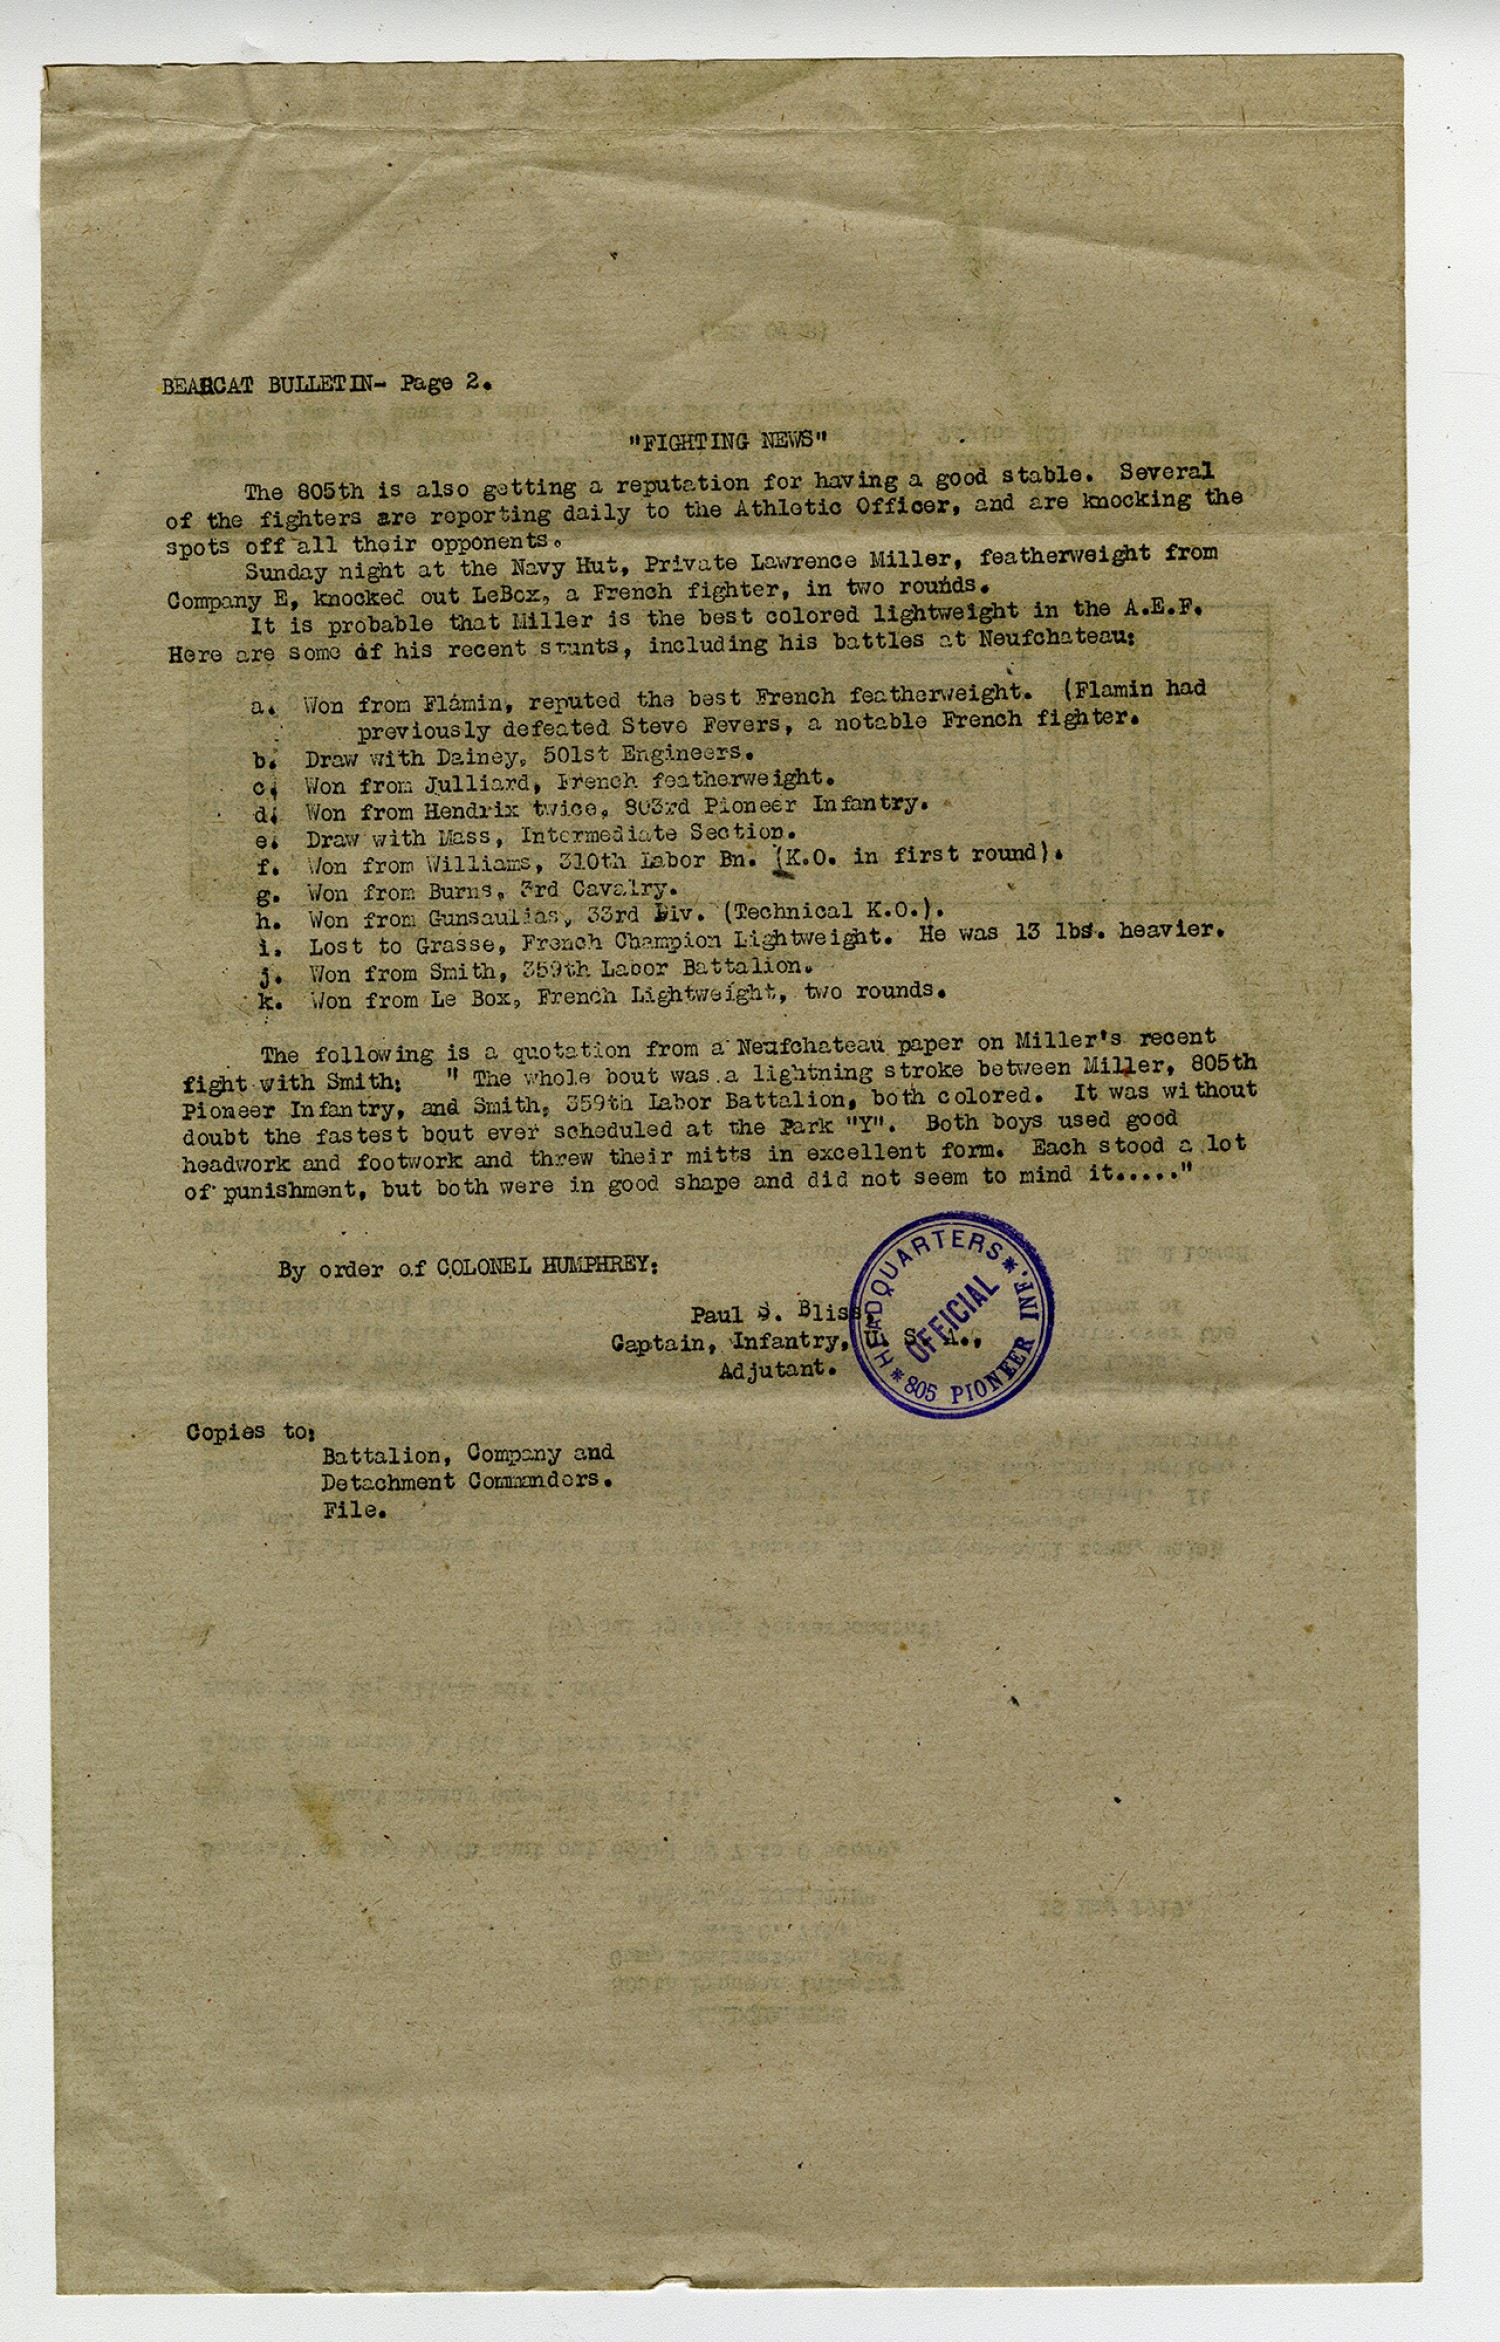 BEARCAT BULLETIN- Page 2.
"FIGHTING NEWS"
The 805th is also getting a reputation for having a good stable. Several
of the fighters are reporting daily to the Athletic Officer, and are knocking the
spots off all their opponents.
Sunday night at the Navy Hut, Private Lawrence Miller, featherweight from
Company E, knocked out LeBox, a French fighter, in two rounds.
It is probable that Miller is the best colored lightweight in the A.E.F.
Here are some of his recent stunts, including his battles at Neufchateau:
a. Won from Flamin, reputed the best French featherweight. (Flamin had
previously defeated Steve Fevers, a notable French fighter.
b. Draw with Dainey, 501st Engineers.
c. Won from Julliard, French featherweight.
d. Won from Hendrix twice, 803rd Pioneer Infantry.
e. Draw with Mass, Intermediate Section.
f. Won from Williams, 310th Labor Bn. (K.O. in first round).
g. Won from Burns, 3rd Cavalry.
h. Won from Gunsaulias, 33rd Div. (Technical K.O.).
i. Lost to Grasse, French Champion Lightweight. He was 13 lbs. heavier.
j. Won from Smith, 359th Labor Battalion.
k. Won from Le Box, French Lightweight, two rounds.
The following is a quotation from a Neufchateau paper on Miller's recent
fight with Smith: " The whole bout was a lightning stroke between Miller, 805th
Pioneer Infantry, and Smith, 359th Labor Battalion, both colored. It was without
doubt the fastest bout ever scheduled at the Park "Y". Both boys used good
headwork and footwork and threw their mitts in excellent form. Each stood a lot
of punishment, but both were in good shape and did not seem to mind it....."
By order of COLONEL HUMPHREY:
Paul S. Bliss,
Captain, Infantry, U. S. A.,
Adjutant.
HEADQUARTERS * 805 PIONEER INF. *
OFFICIAL
Copies to:
Battalion, Company and
Detachment Commanders.
File.